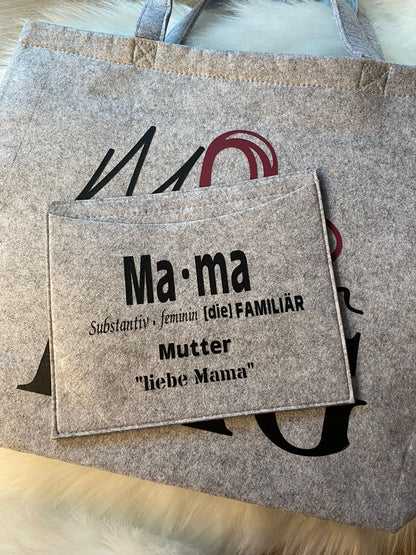 Ma·ma
Substantiv, feminin [die] FAMILIÄR
Mutter
"liebe Mama"